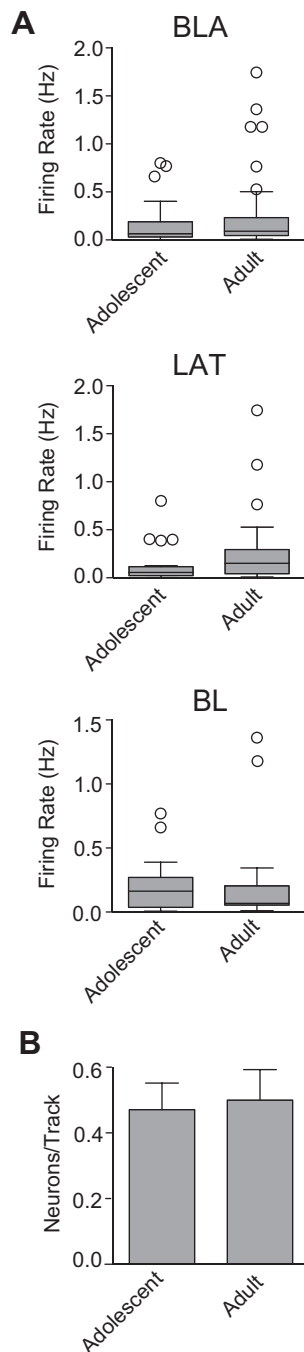 A
BLA
Firing Rate (Hz)
2.0
1.5
1.0
0.5
0.0
Adolescent
Adult
LAT
Firing Rate (Hz)
2.0
1.5
1.0
0.5
0.0
Adolescent
Adult
BL
Firing Rate (Hz)
1.5
1.0
0.5
0.0
Adolescent
Adult
B
Neurons/Track
0.6
0.4
0.2
0.0
Adolescent
Adult